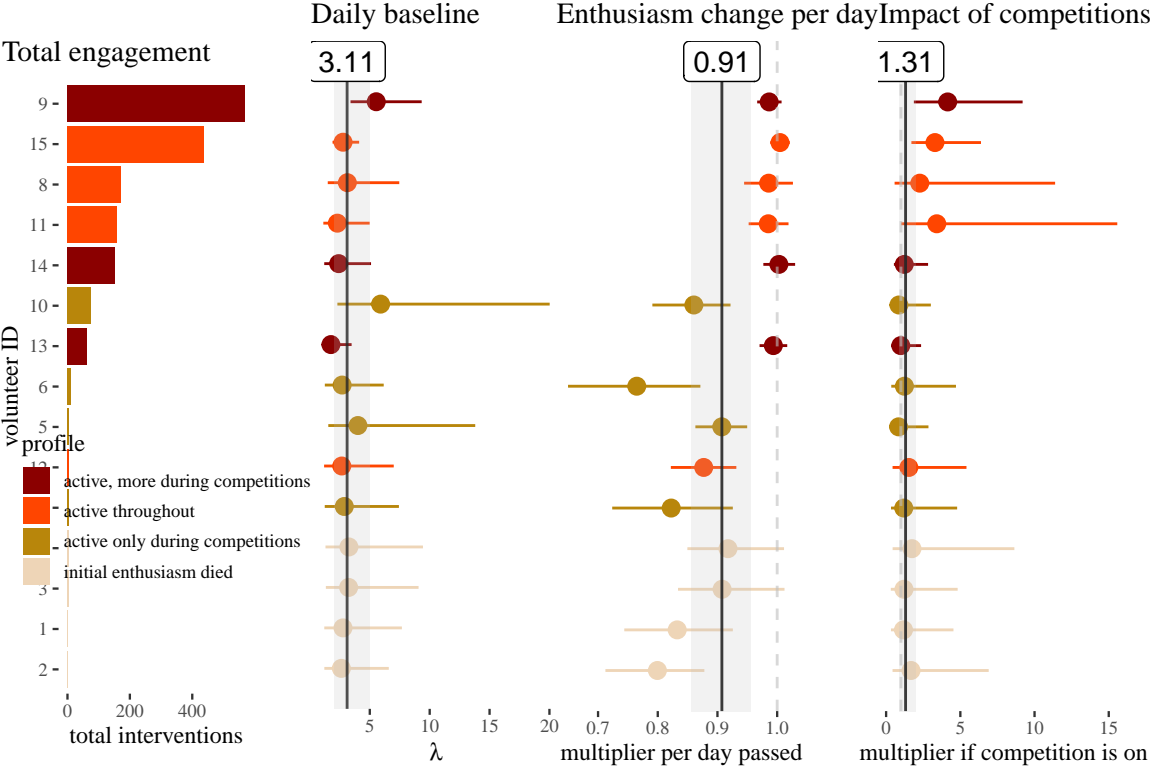 Daily baseline
Enthusiasm change per day
Impact of competitions
Total engagement
3.11
0.91
1.31
9
15
8
11
14
10
13
6
5
12
3
1
2
volunteer ID
profile
active, more during competitions
active throughout
active only during competitions
initial enthusiasm died
0 200 400
total interventions
5 10 15 20
λ
0.7 0.8 0.9 1.0
multiplier per day passed
0 5 10 15
multiplier if competition is on